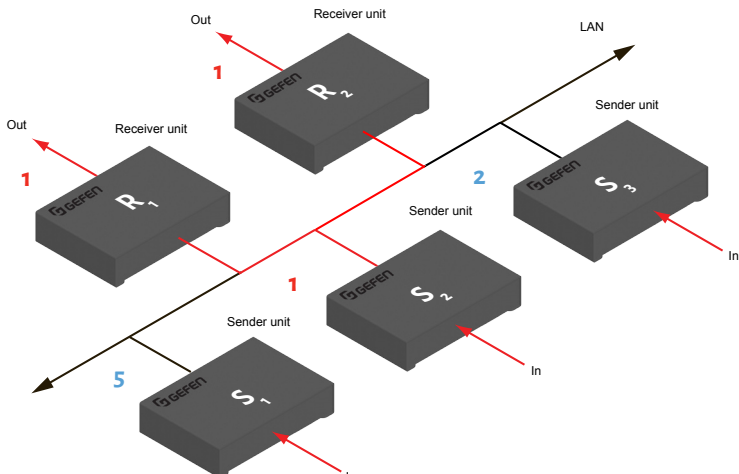 Receiver unit
Out
LAN
1
GEFEN
R2
Sender unit
Out
Receiver unit
1
GEFEN
R1
2
GEFEN
S3
Sender unit
In
1
GEFEN
S2
Sender unit
In
5
GEFEN
S1